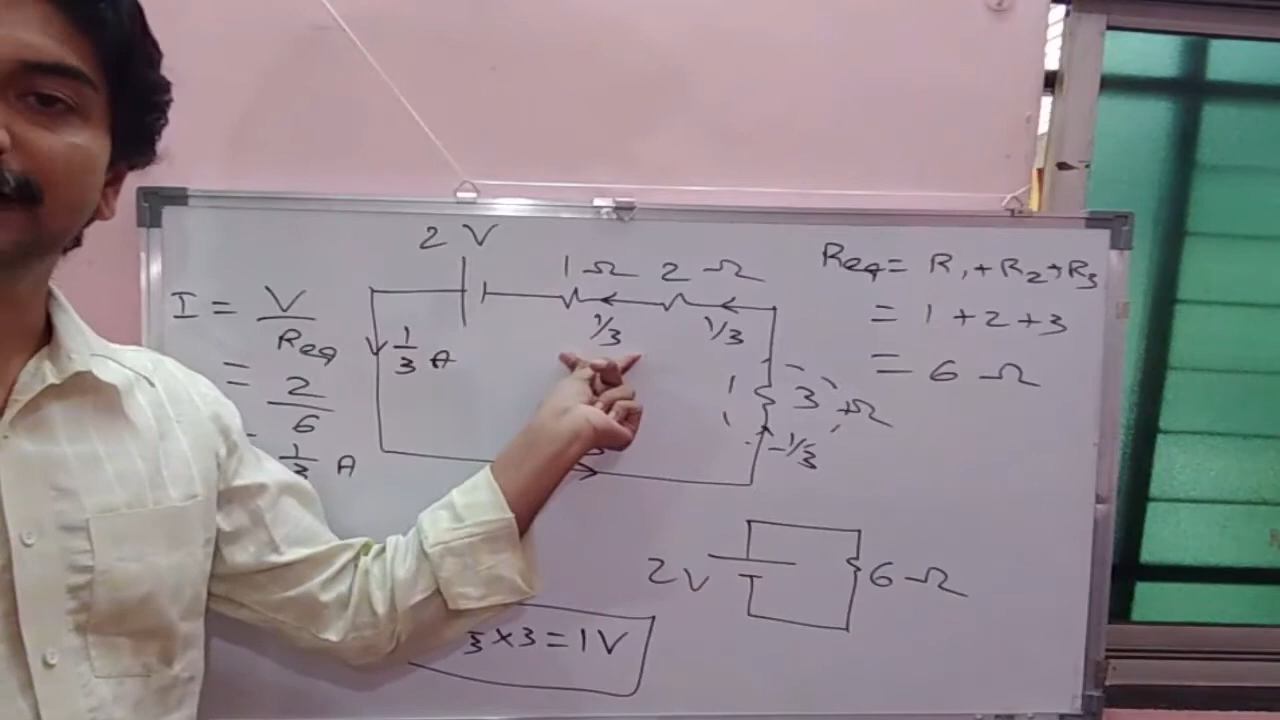 2 V
1 Ω 2 Ω
1/3 1/3
1/3 A
3 Ω
1/3
I = V/Req
= 2/6
1/3 A
Req = R1 + R2 + R3
= 1 + 2 + 3
= 6 Ω
2V 6 Ω
×3 = 1V